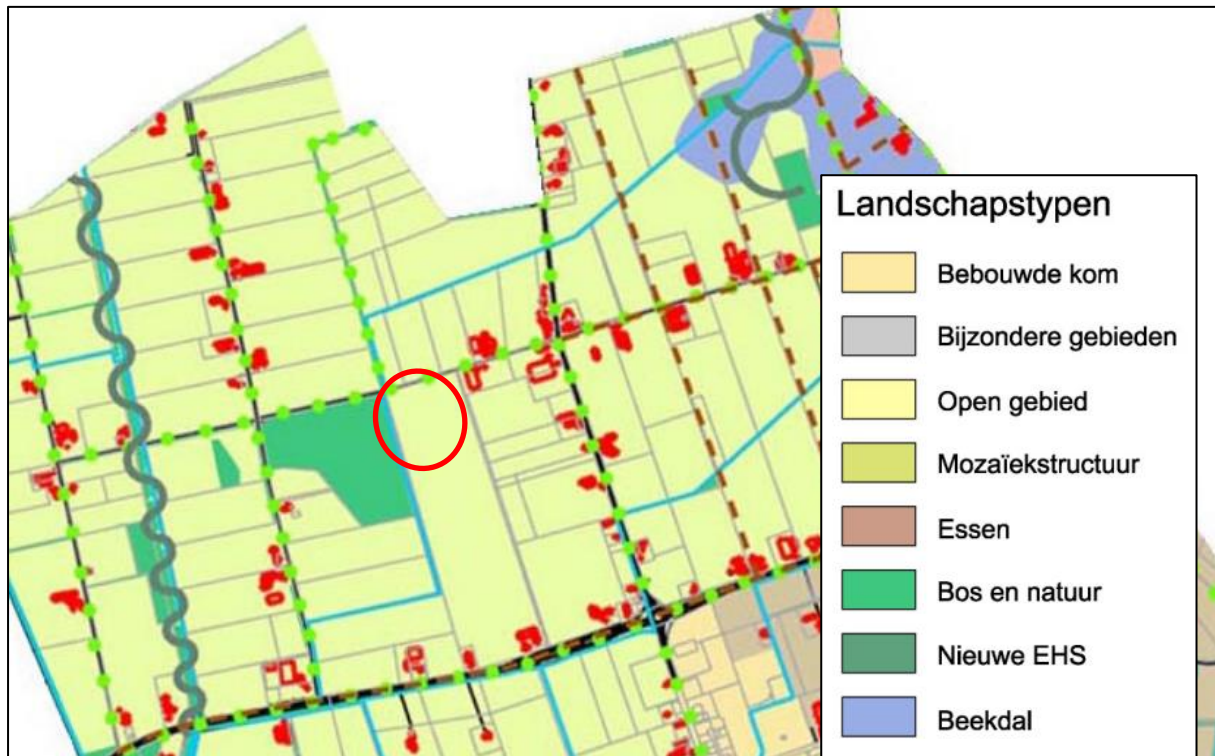 Landschapstypen
Bebouwde kom
Bijzondere gebieden
Open gebied
Mozaïekstructuur
Essen
Bos en natuur
Nieuwe EHS
Beekdal